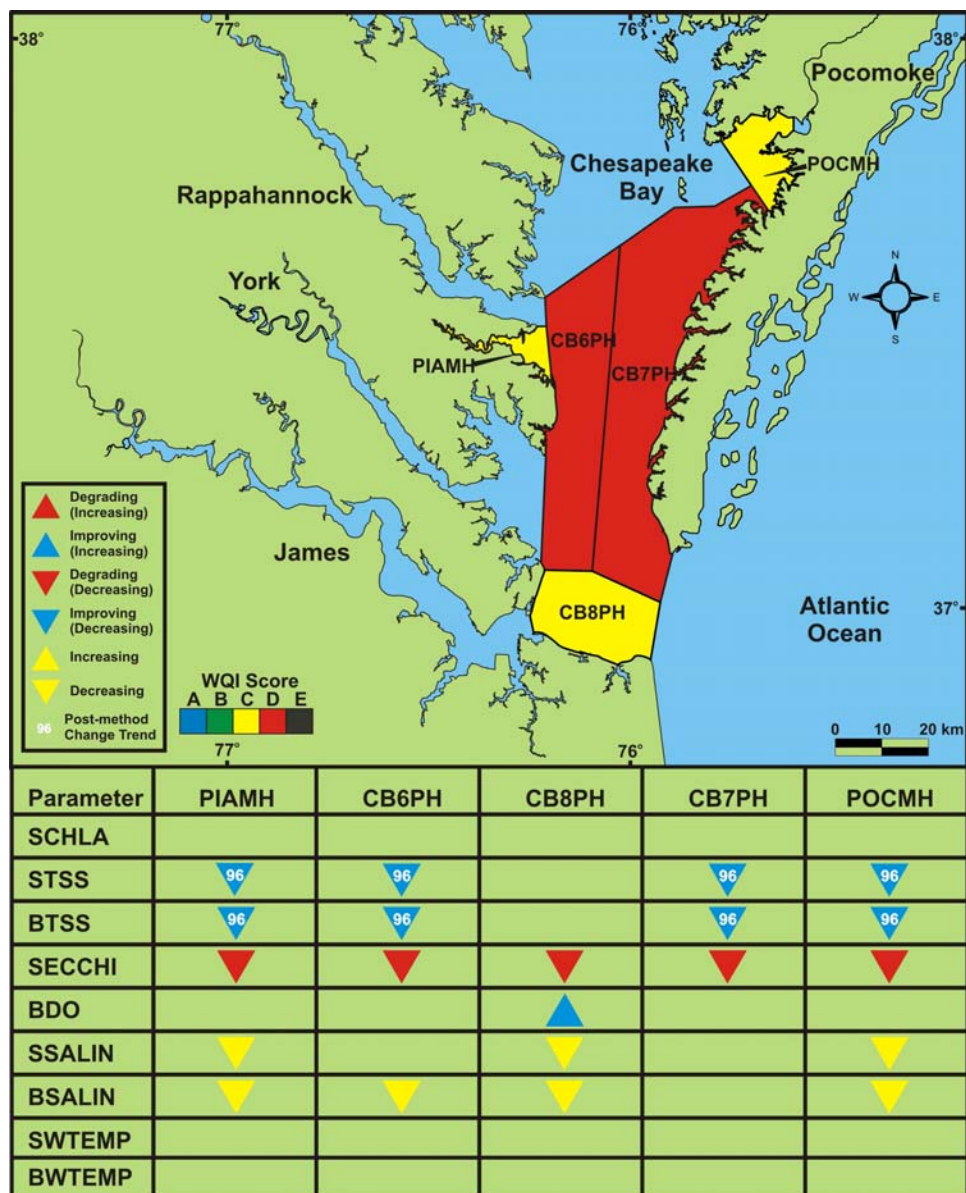 77°
76°
38°
38°
Pocomoke
Chesapeake
Bay
POCMH
Rappahannock
N
W E
S
York
CB6PH
PIAMH
CB7PH
Degrading
(Increasing)
Improving
(Increasing)
Degrading
(Decreasing)
Improving
(Decreasing)
Increasing
Decreasing
96 Post-method
Change Trend
James
CB8PH
37°
Atlantic
Ocean
WQI Score
A B C D E
0 10 20 km
77°
76°
Parameter PIAMH CB6PH CB8PH CB7PH POCMH
SCHLA
STSS 96 96 96 96
BTSS 96 96 96 96
SECCHI
BDO
SSALIN
BSALIN
SWTEMP
BWTEMP